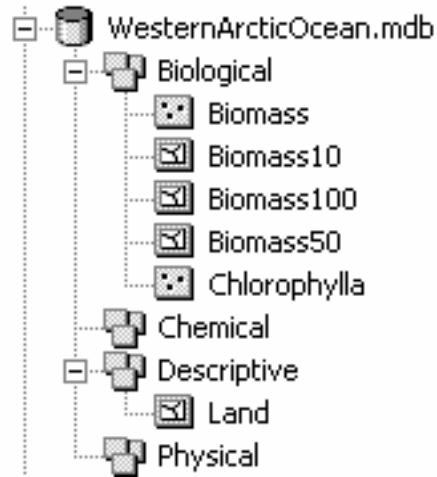 WesternArcticOcean.mdb
Biological
Biomass
Biomass10
Biomass100
Biomass50
Chlorophylla
Chemical
Descriptive
Land
Physical